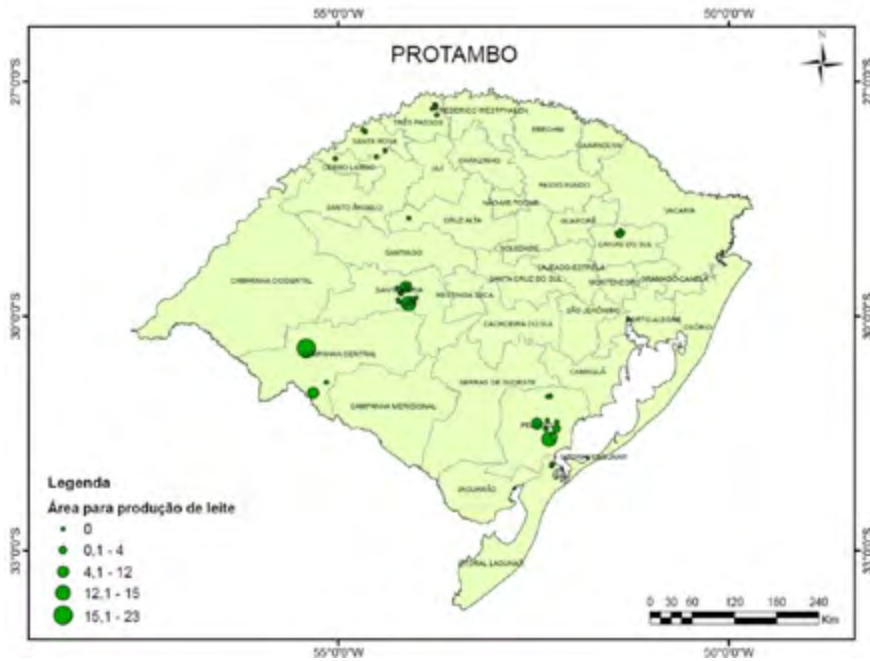 55°0'0"W
50°0'0"W
PROTAMBO
N
27°0'0"S
27°0'0"S
FREDERICO WESTPHALEN
TRÊS PASSOS
ERECHIM
SANTA ROSA
CERRO LARGO
IJUÍ
PASSO FUNDO
VACARIA
SANTO ÂNGELO
NÃO-ME-TOQUE
CRUZ ALTA
GUAPORÉ
CAXIAS DO SUL
SANTIAGO
SOLEDADE
LAJEADO-ESTRELA
CAMPANHA OCIDENTAL
SANTA CRUZ DO SUL
MONTENEGRO
GRAMADO-CANELA
RESTINGA SECA
SÃO JERÔNIMO
PORTO ALEGRE
30°0'0"S
30°0'0"S
CACHOEIRA DO SUL
OSÓRIO
CAMPANHA CENTRAL
CAMAQUÃ
SERRAS DE SUDESTE
CAMPANHA MERIDIONAL
JAGUARÃO
LITORAL LAGUNAR
Legenda
Área para produção de leite
0
0,1 - 4
4,1 - 12
12,1 - 15
15,1 - 23
33°0'0"S
33°0'0"S
0 30 60 120 180 240
Km
55°0'0"W
50°0'0"W